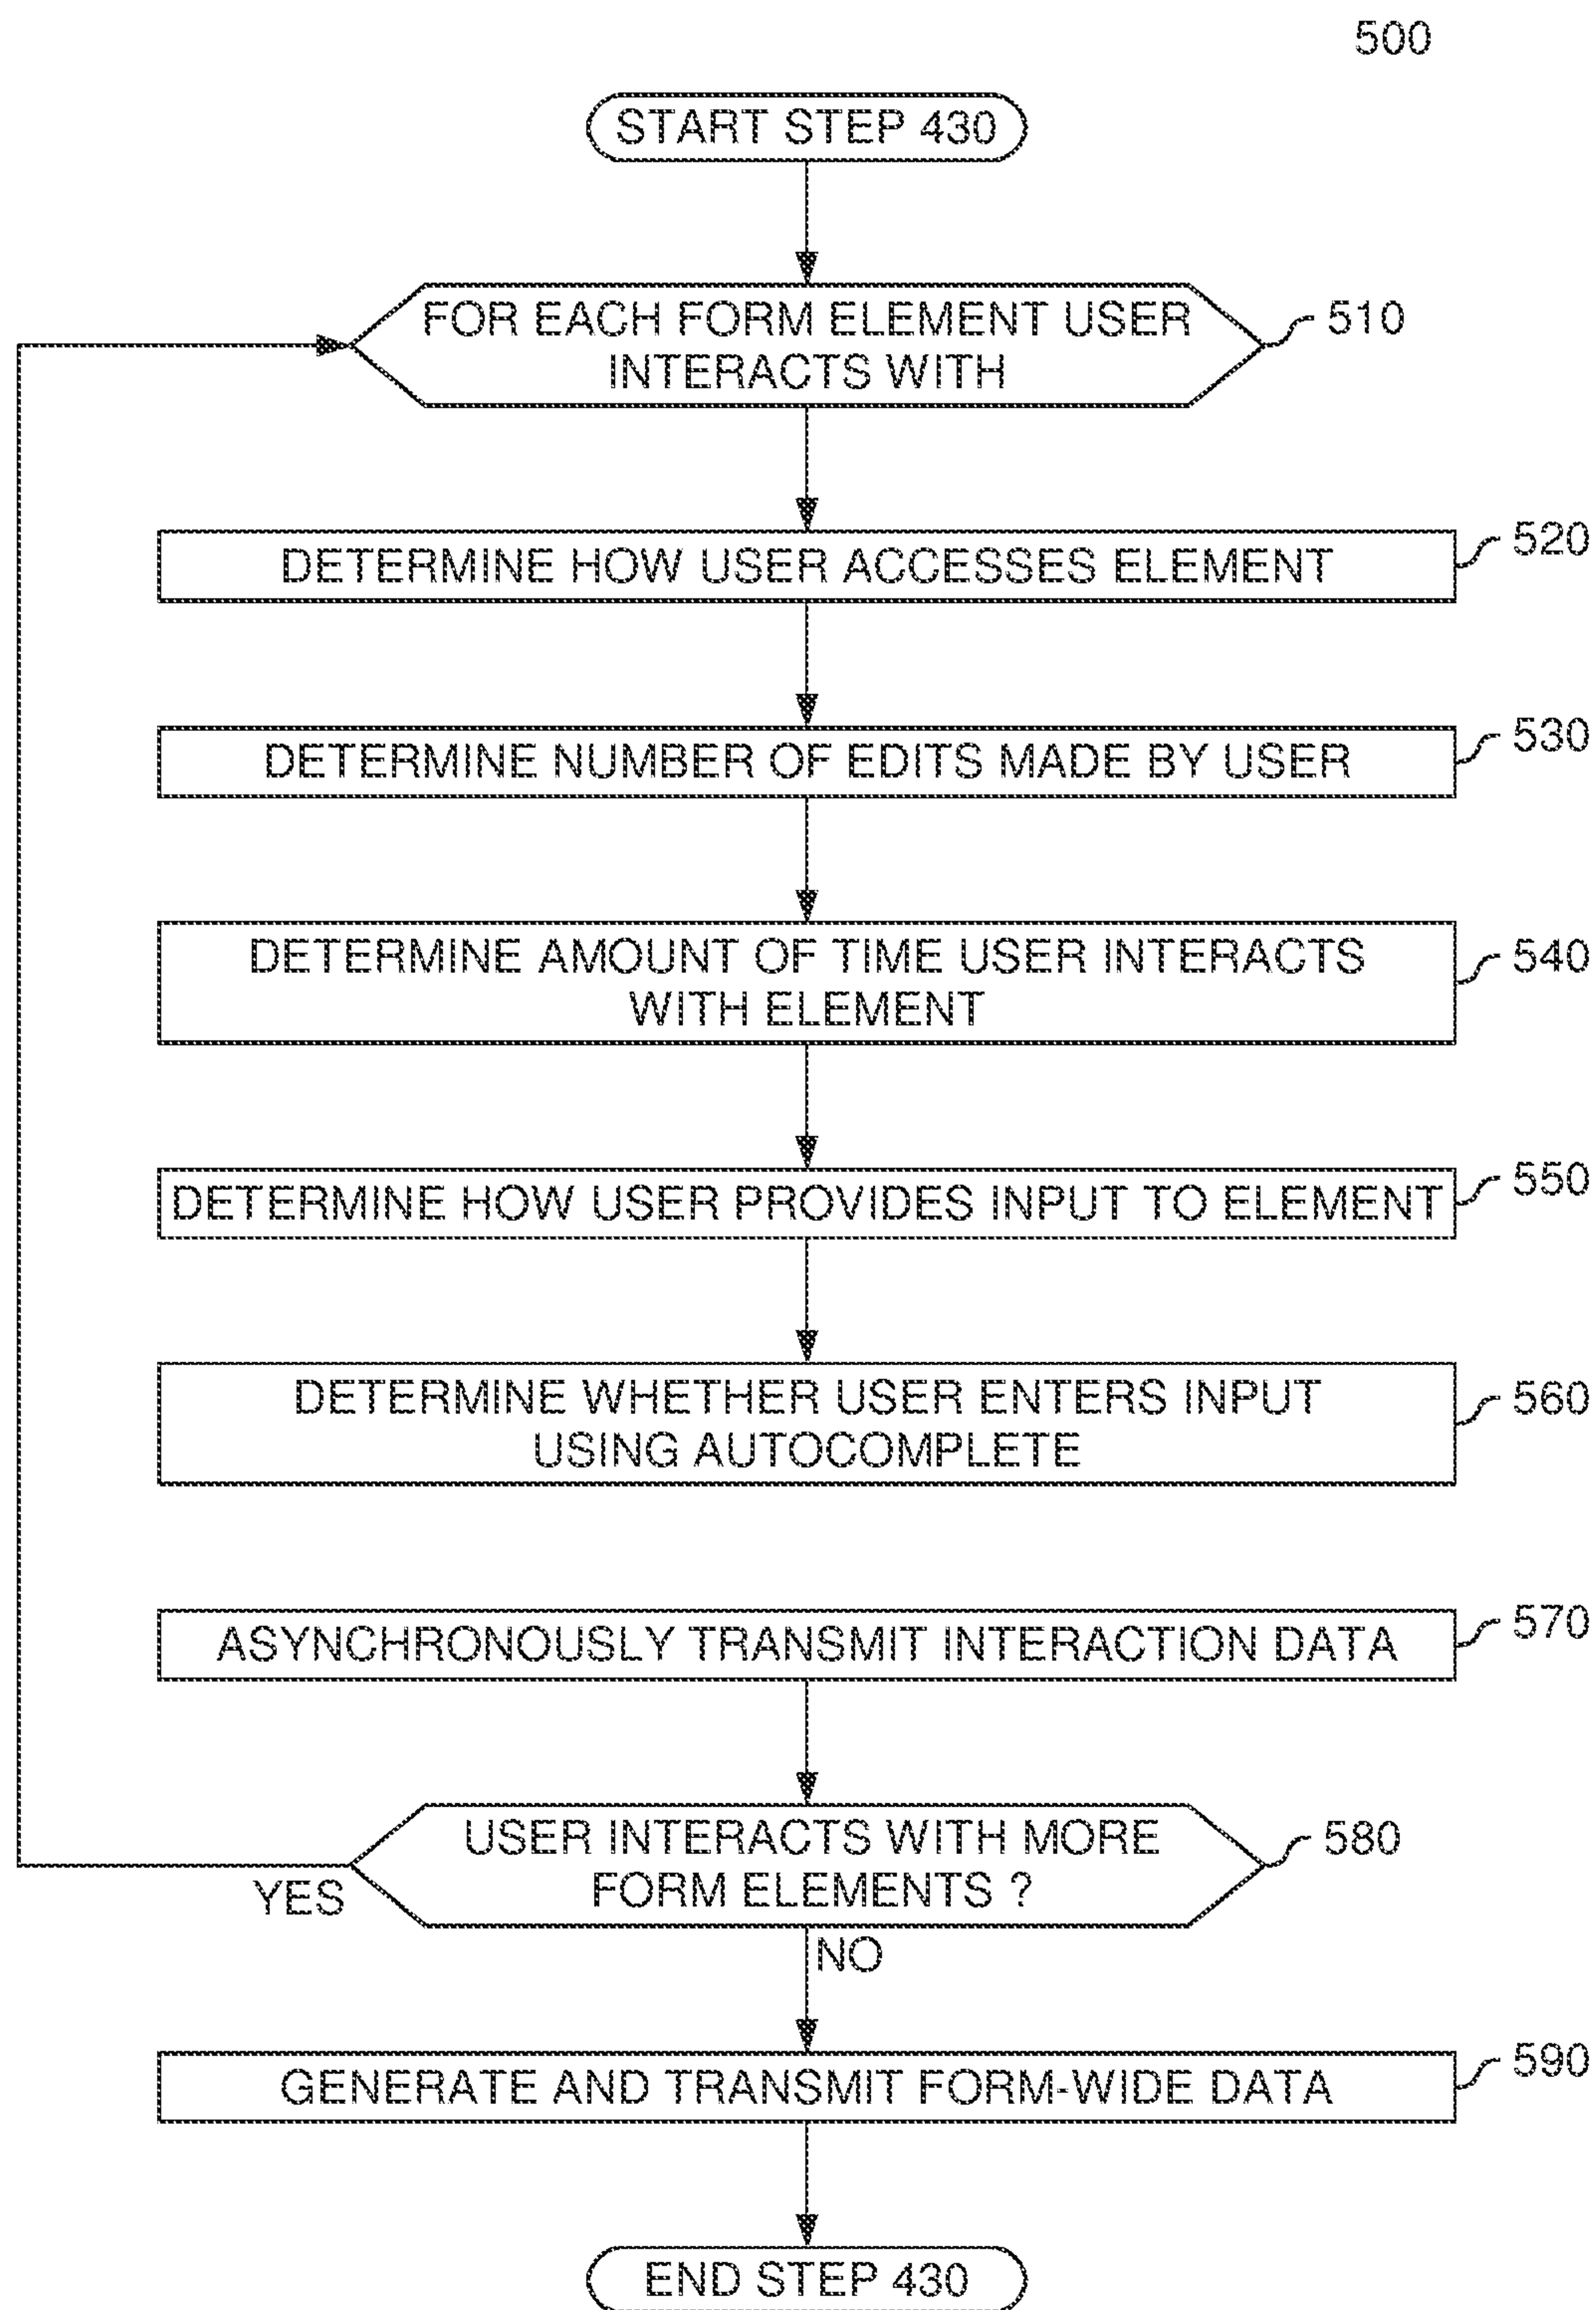 500
START STEP 430
FOR EACH FORM ELEMENT USER
INTERACTS WITH
510
DETERMINE HOW USER ACCESSES ELEMENT
520
DETERMINE NUMBER OF EDITS MADE BY USER
530
DETERMINE AMOUNT OF TIME USER INTERACTS
WITH ELEMENT
540
DETERMINE HOW USER PROVIDES INPUT TO ELEMENT
550
DETERMINE WHETHER USER ENTERS INPUT
USING AUTOCOMPLETE
560
ASYNCHRONOUSLY TRANSMIT INTERACTION DATA
570
USER INTERACTS WITH MORE
FORM ELEMENTS ?
580
YES
NO
GENERATE AND TRANSMIT FORM-WIDE DATA
590
END STEP 430